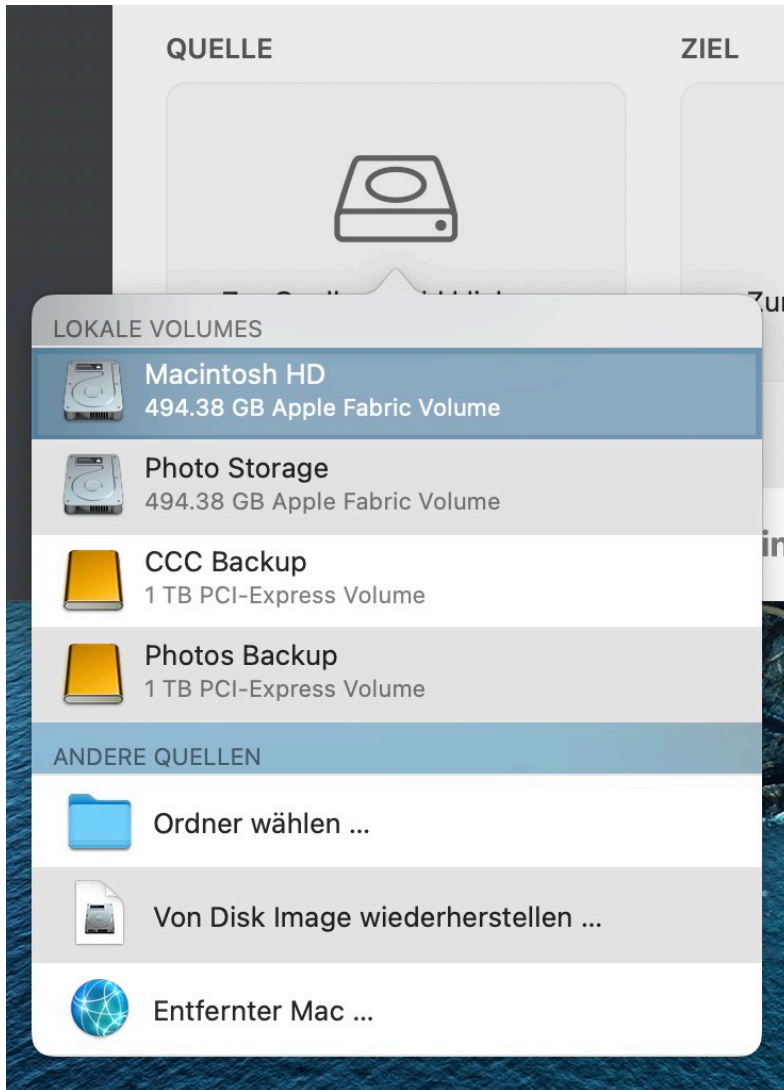 QUELLE
ZIEL
LOKALE VOLUMES
Macintosh HD
494.38 GB Apple Fabric Volume
Photo Storage
494.38 GB Apple Fabric Volume
CCC Backup
1 TB PCI-Express Volume
Photos Backup
1 TB PCI-Express Volume
ANDERE QUELLEN
Ordner wählen ...
Von Disk Image wiederherstellen ...
Entfernter Mac ...